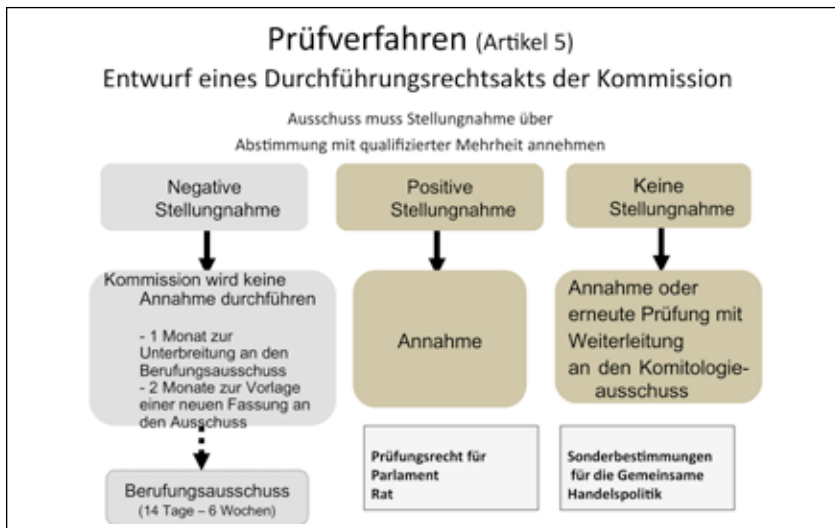 Prüfverfahren (Artikel 5)
Entwurf eines Durchführungsrechtsakts der Kommission
Ausschuss muss Stellungnahme über
Abstimmung mit qualifizierter Mehrheit annehmen
Negative
Stellungnahme
Positive
Stellungnahme
Keine
Stellungnahme
Kommission wird keine
Annahme durchführen
- 1 Monat zur
Unterbreitung an den
Berufungsausschuss
- 2 Monate zur Vorlage
einer neuen Fassung an
den Ausschuss
Annahme
Annahme oder
erneute Prüfung mit
Weiterleitung
an den Komitologie-
ausschuss
Berufungsausschuss
(14 Tage – 6 Wochen)
Prüfungsrecht für
Parlament
Rat
Sonderbestimmungen
für die Gemeinsame
Handelspolitik